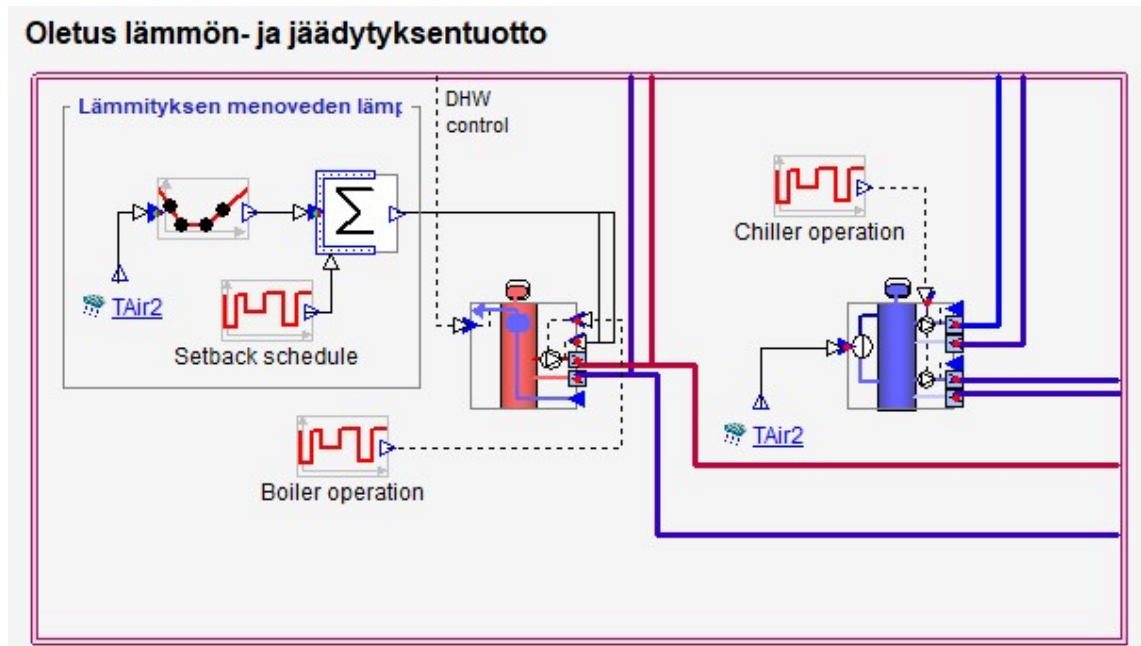 Oletus lämmön- ja jäädytyksentuotto
Lämmityksen menoveden lämp
DHW
control
Chiller operation
TAir2
Setback schedule
TAir2
Boiler operation